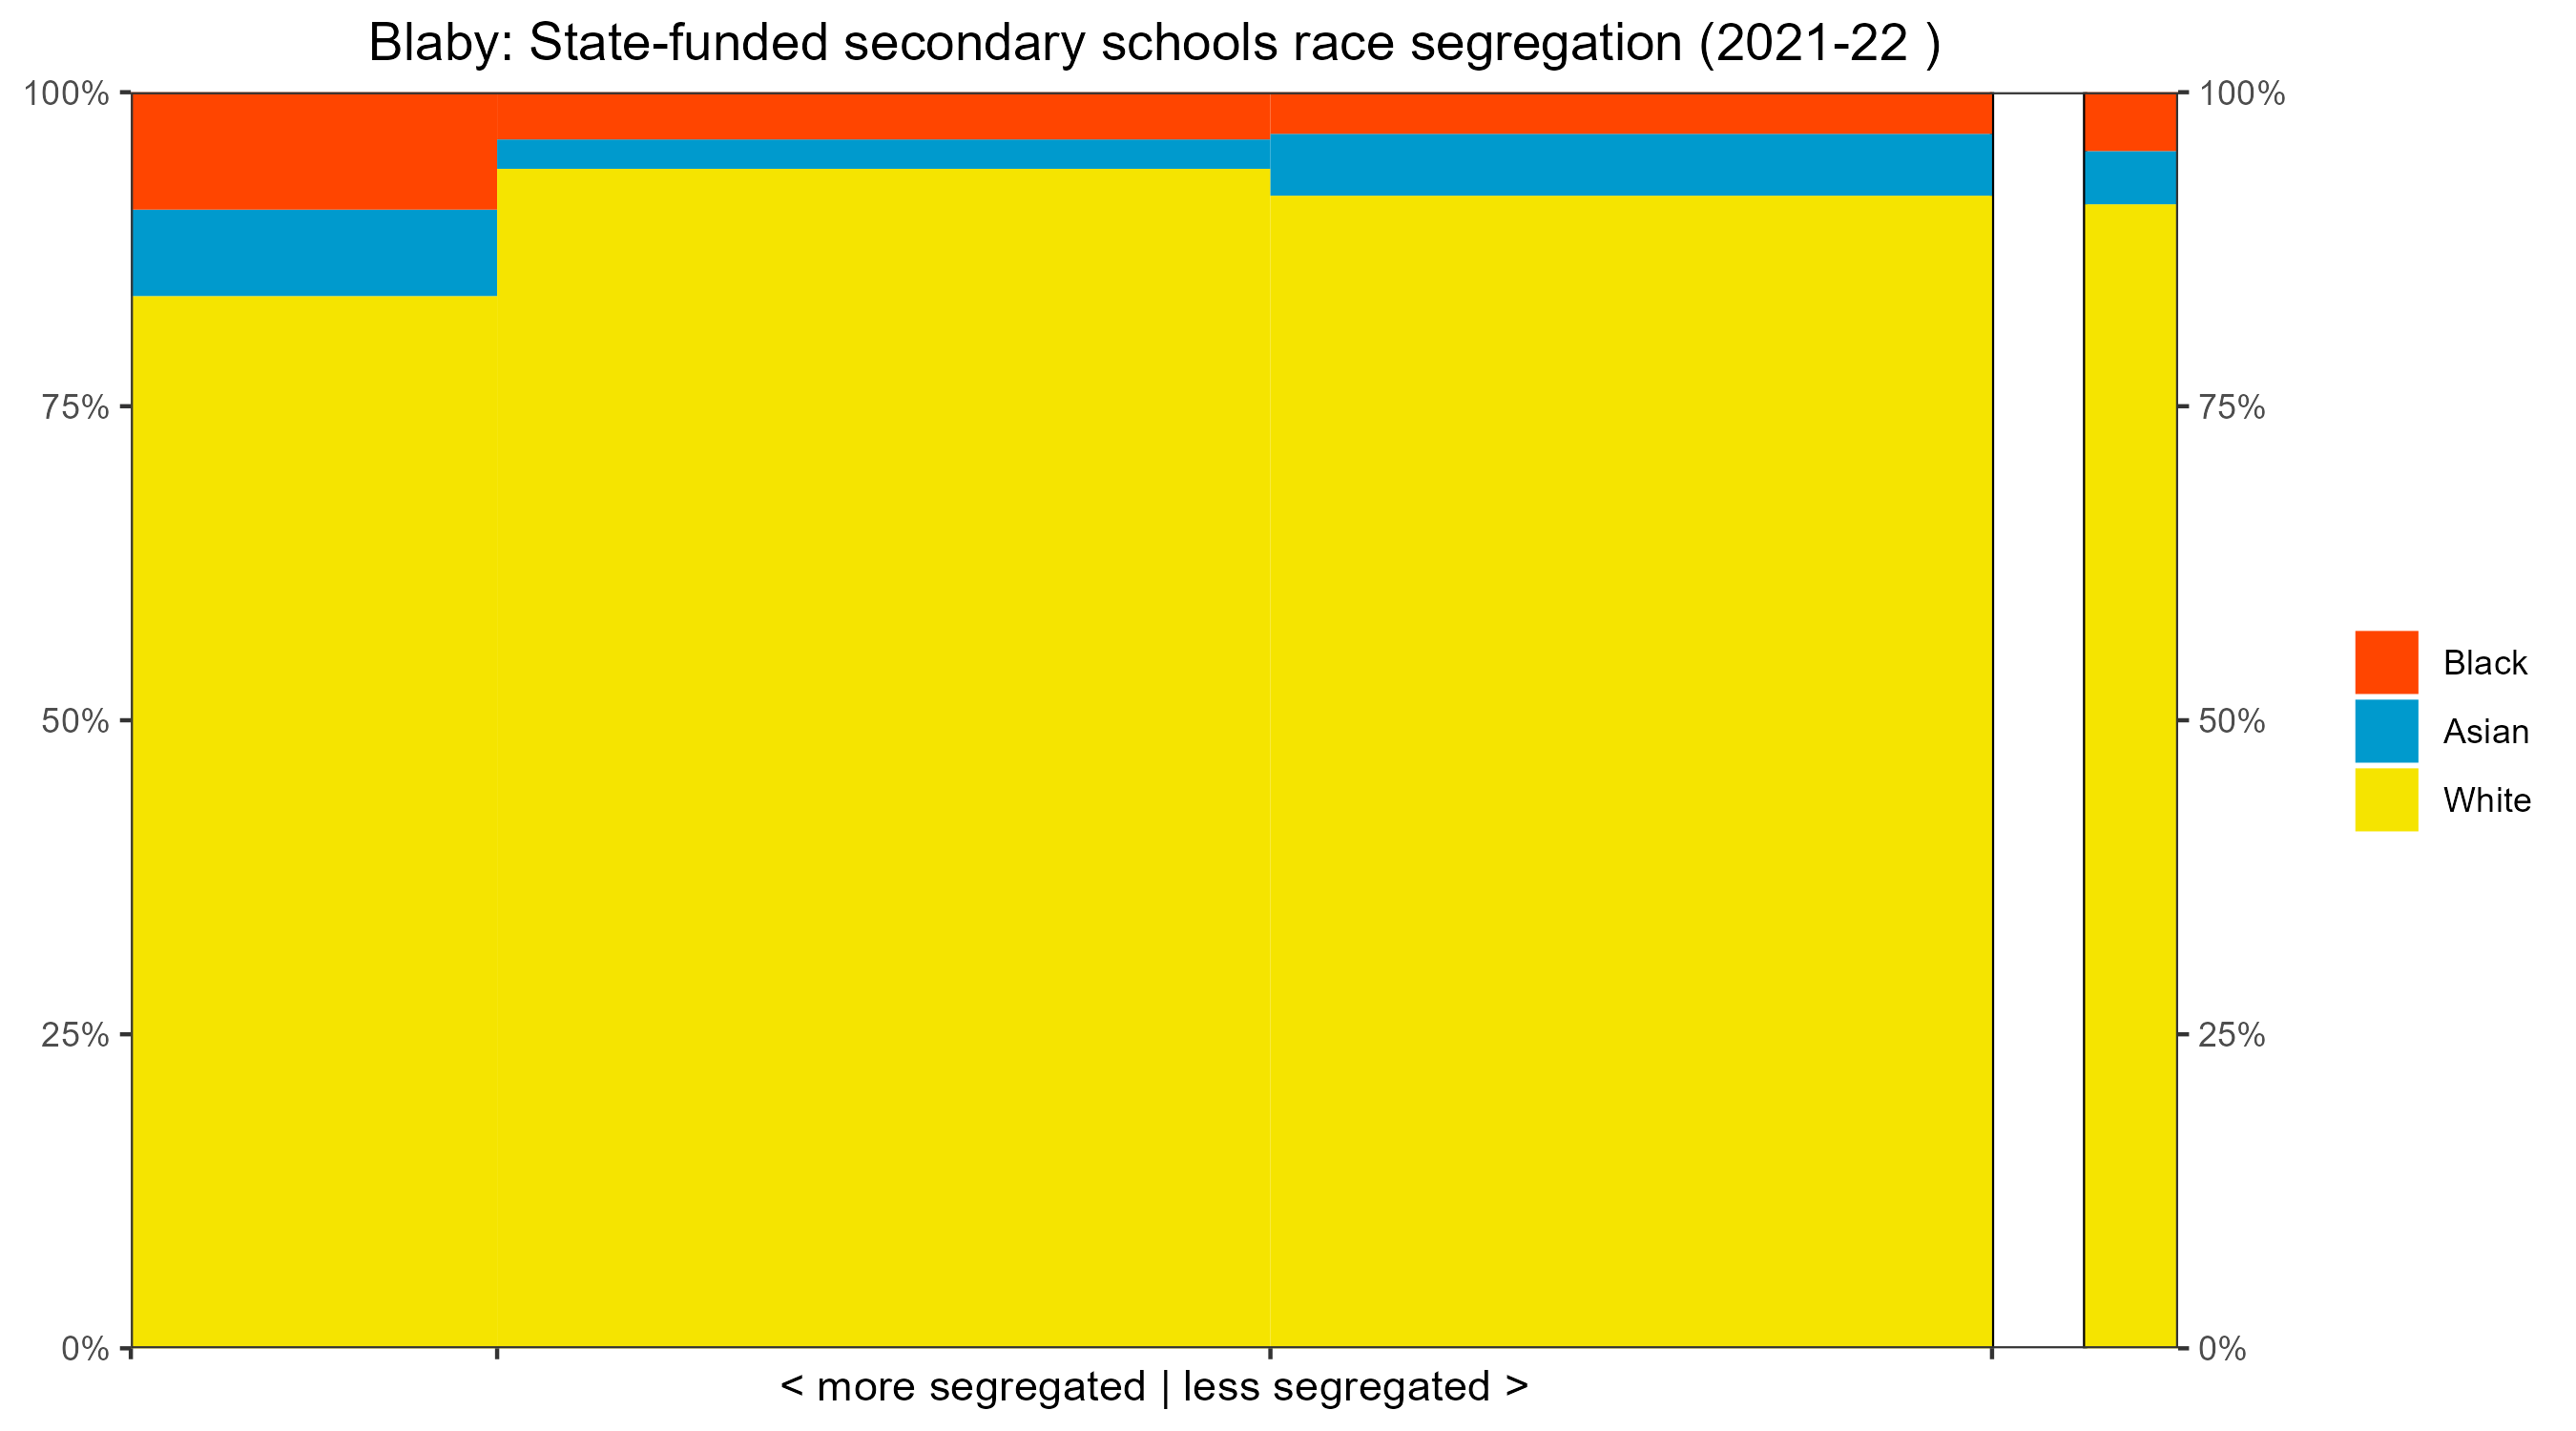 Blaby: State-funded secondary schools race segregation (2021-22 )
100%
75%
50%
25%
0%
100%
75%
50%
25%
0%
Black
Asian
White
< more segregated | less segregated >